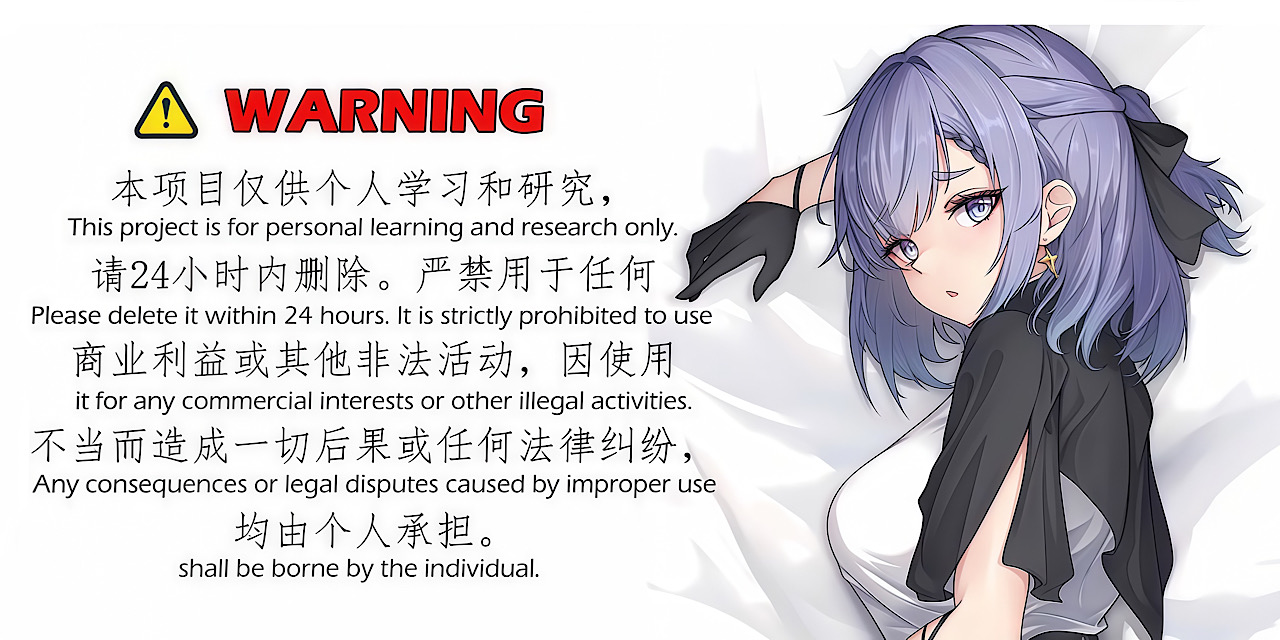 WARNING
本项目仅供个人学习和研究，
This project is for personal learning and research only.
请24小时内删除。严禁用于任何
Please delete it within 24 hours. It is strictly prohibited to use
商业利益或其他非法活动，因使用
it for any commercial interests or other illegal activities.
不当而造成一切后果或任何法律纠纷，
Any consequences or legal disputes caused by improper use
均由个人承担。
shall be borne by the individual.